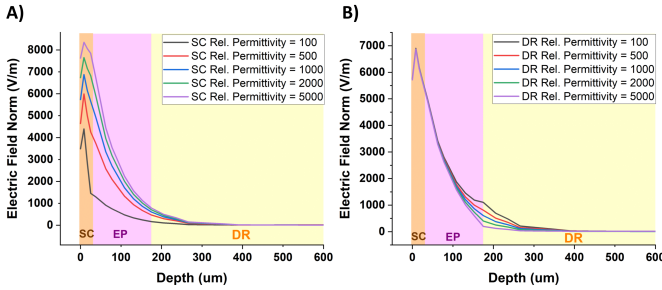 A)
SC Rel. Permittivity = 100
SC Rel. Permittivity = 500
SC Rel. Permittivity = 1000
SC Rel. Permittivity = 2000
SC Rel. Permittivity = 5000
Electric Field Norm (V/m)
8000
7000
6000
5000
4000
3000
2000
1000
0
SC
EP
DR
0
100
200
300
400
500
600
Depth (um)
B)
DR Rel. Permittivity = 100
DR Rel. Permittivity = 500
DR Rel. Permittivity = 1000
DR Rel. Permittivity = 2000
DR Rel. Permittivity = 5000
Electric Field Norm (V/m)
7000
6000
5000
4000
3000
2000
1000
0
SC
EP
DR
0
100
200
300
400
500
600
Depth (um)